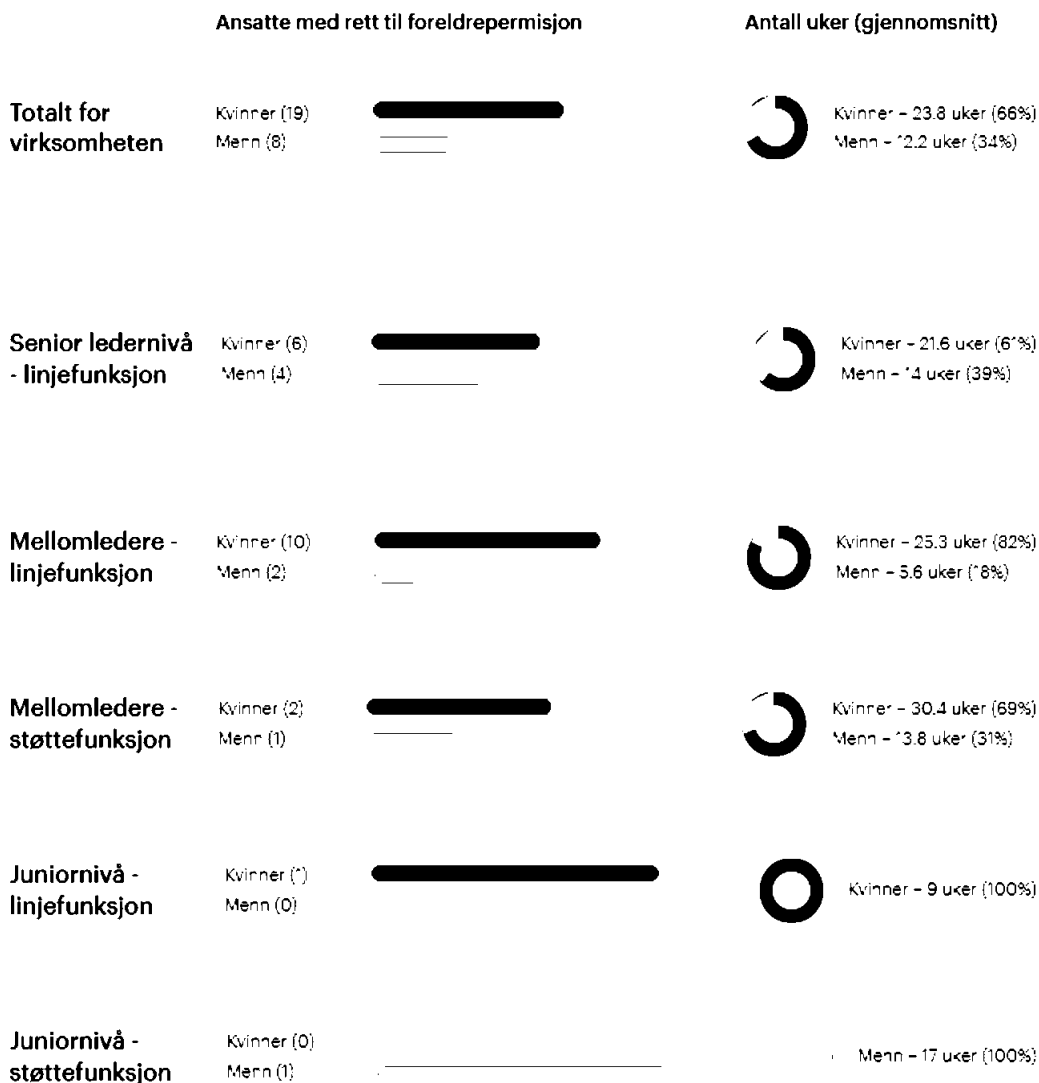 Ansatte med rett til foreldrepermisjon
Antall uker (gjennomsnitt)
Totalt for
virksomheten
Kvinner (19)
Menn (8)
Kvinner – 23.8 uker (66%)
Menn – 12.2 uker (34%)
Senior ledernivå
- linjefunksjon
Kvinner (6)
Menn (4)
Kvinner – 21.6 uker (61%)
Menn – 14 uker (39%)
Mellomledere -
linjefunksjon
Kvinner (10)
Menn (2)
Kvinner – 25.3 uker (82%)
Menn – 5.6 uker (18%)
Mellomledere -
støttefunksjon
Kvinner (2)
Menn (1)
Kvinner – 30.4 uker (69%)
Menn – 13.8 uker (31%)
Juniornivå -
linjefunksjon
Kvinner (1)
Menn (0)
Kvinner – 9 uker (100%)
Juniornivå -
støttefunksjon
Kvinner (0)
Menn (1)
Menn – 17 uker (100%)